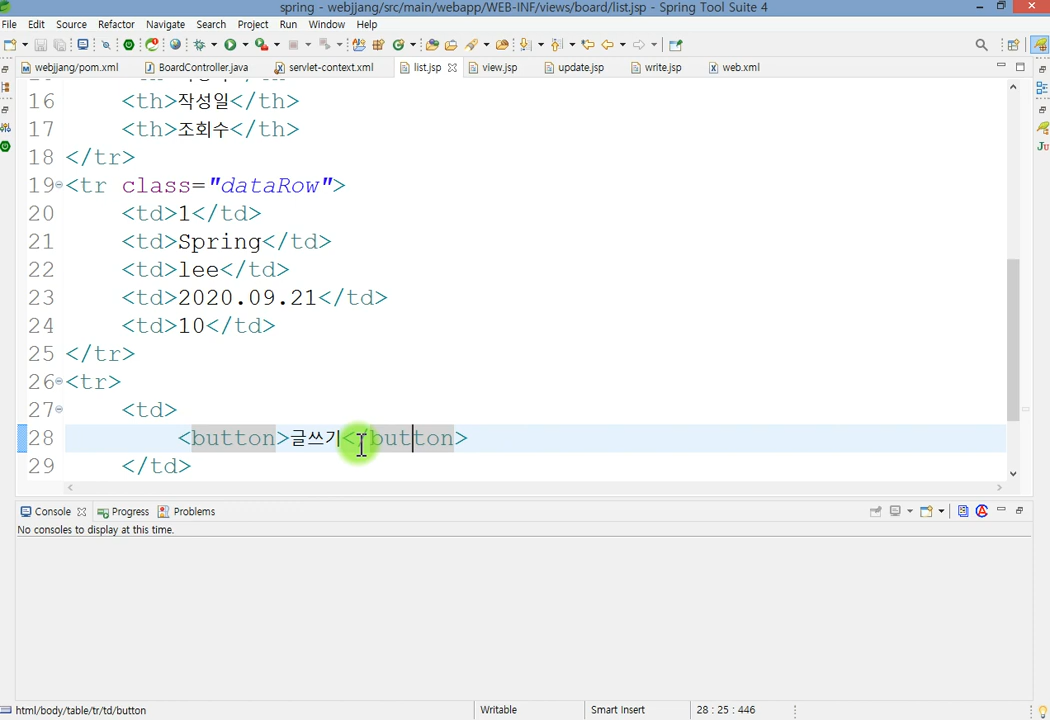 spring - webjjang/src/main/webapp/WEB-INF/views/board/list.jsp - Spring Tool Suite 4
File Edit Source Refactor Navigate Search Project Run Window Help
webjjang/pom.xml BoardController.java servlet-context.xml list.jsp view.jsp update.jsp write.jsp web.xml
16 <th>작성일</th>
17 <th>조회수</th>
18 </tr>
19 <tr class="dataRow">
20 <td>1</td>
21 <td>Spring</td>
22 <td>lee</td>
23 <td>2020.09.21</td>
24 <td>10</td>
25 </tr>
26 <tr>
27 <td>
28 <button>글쓰기</button>
29 </td>
Console Progress Problems
No consoles to display at this time.
html/body/table/tr/td/button Writable Smart Insert 28 : 25 : 446